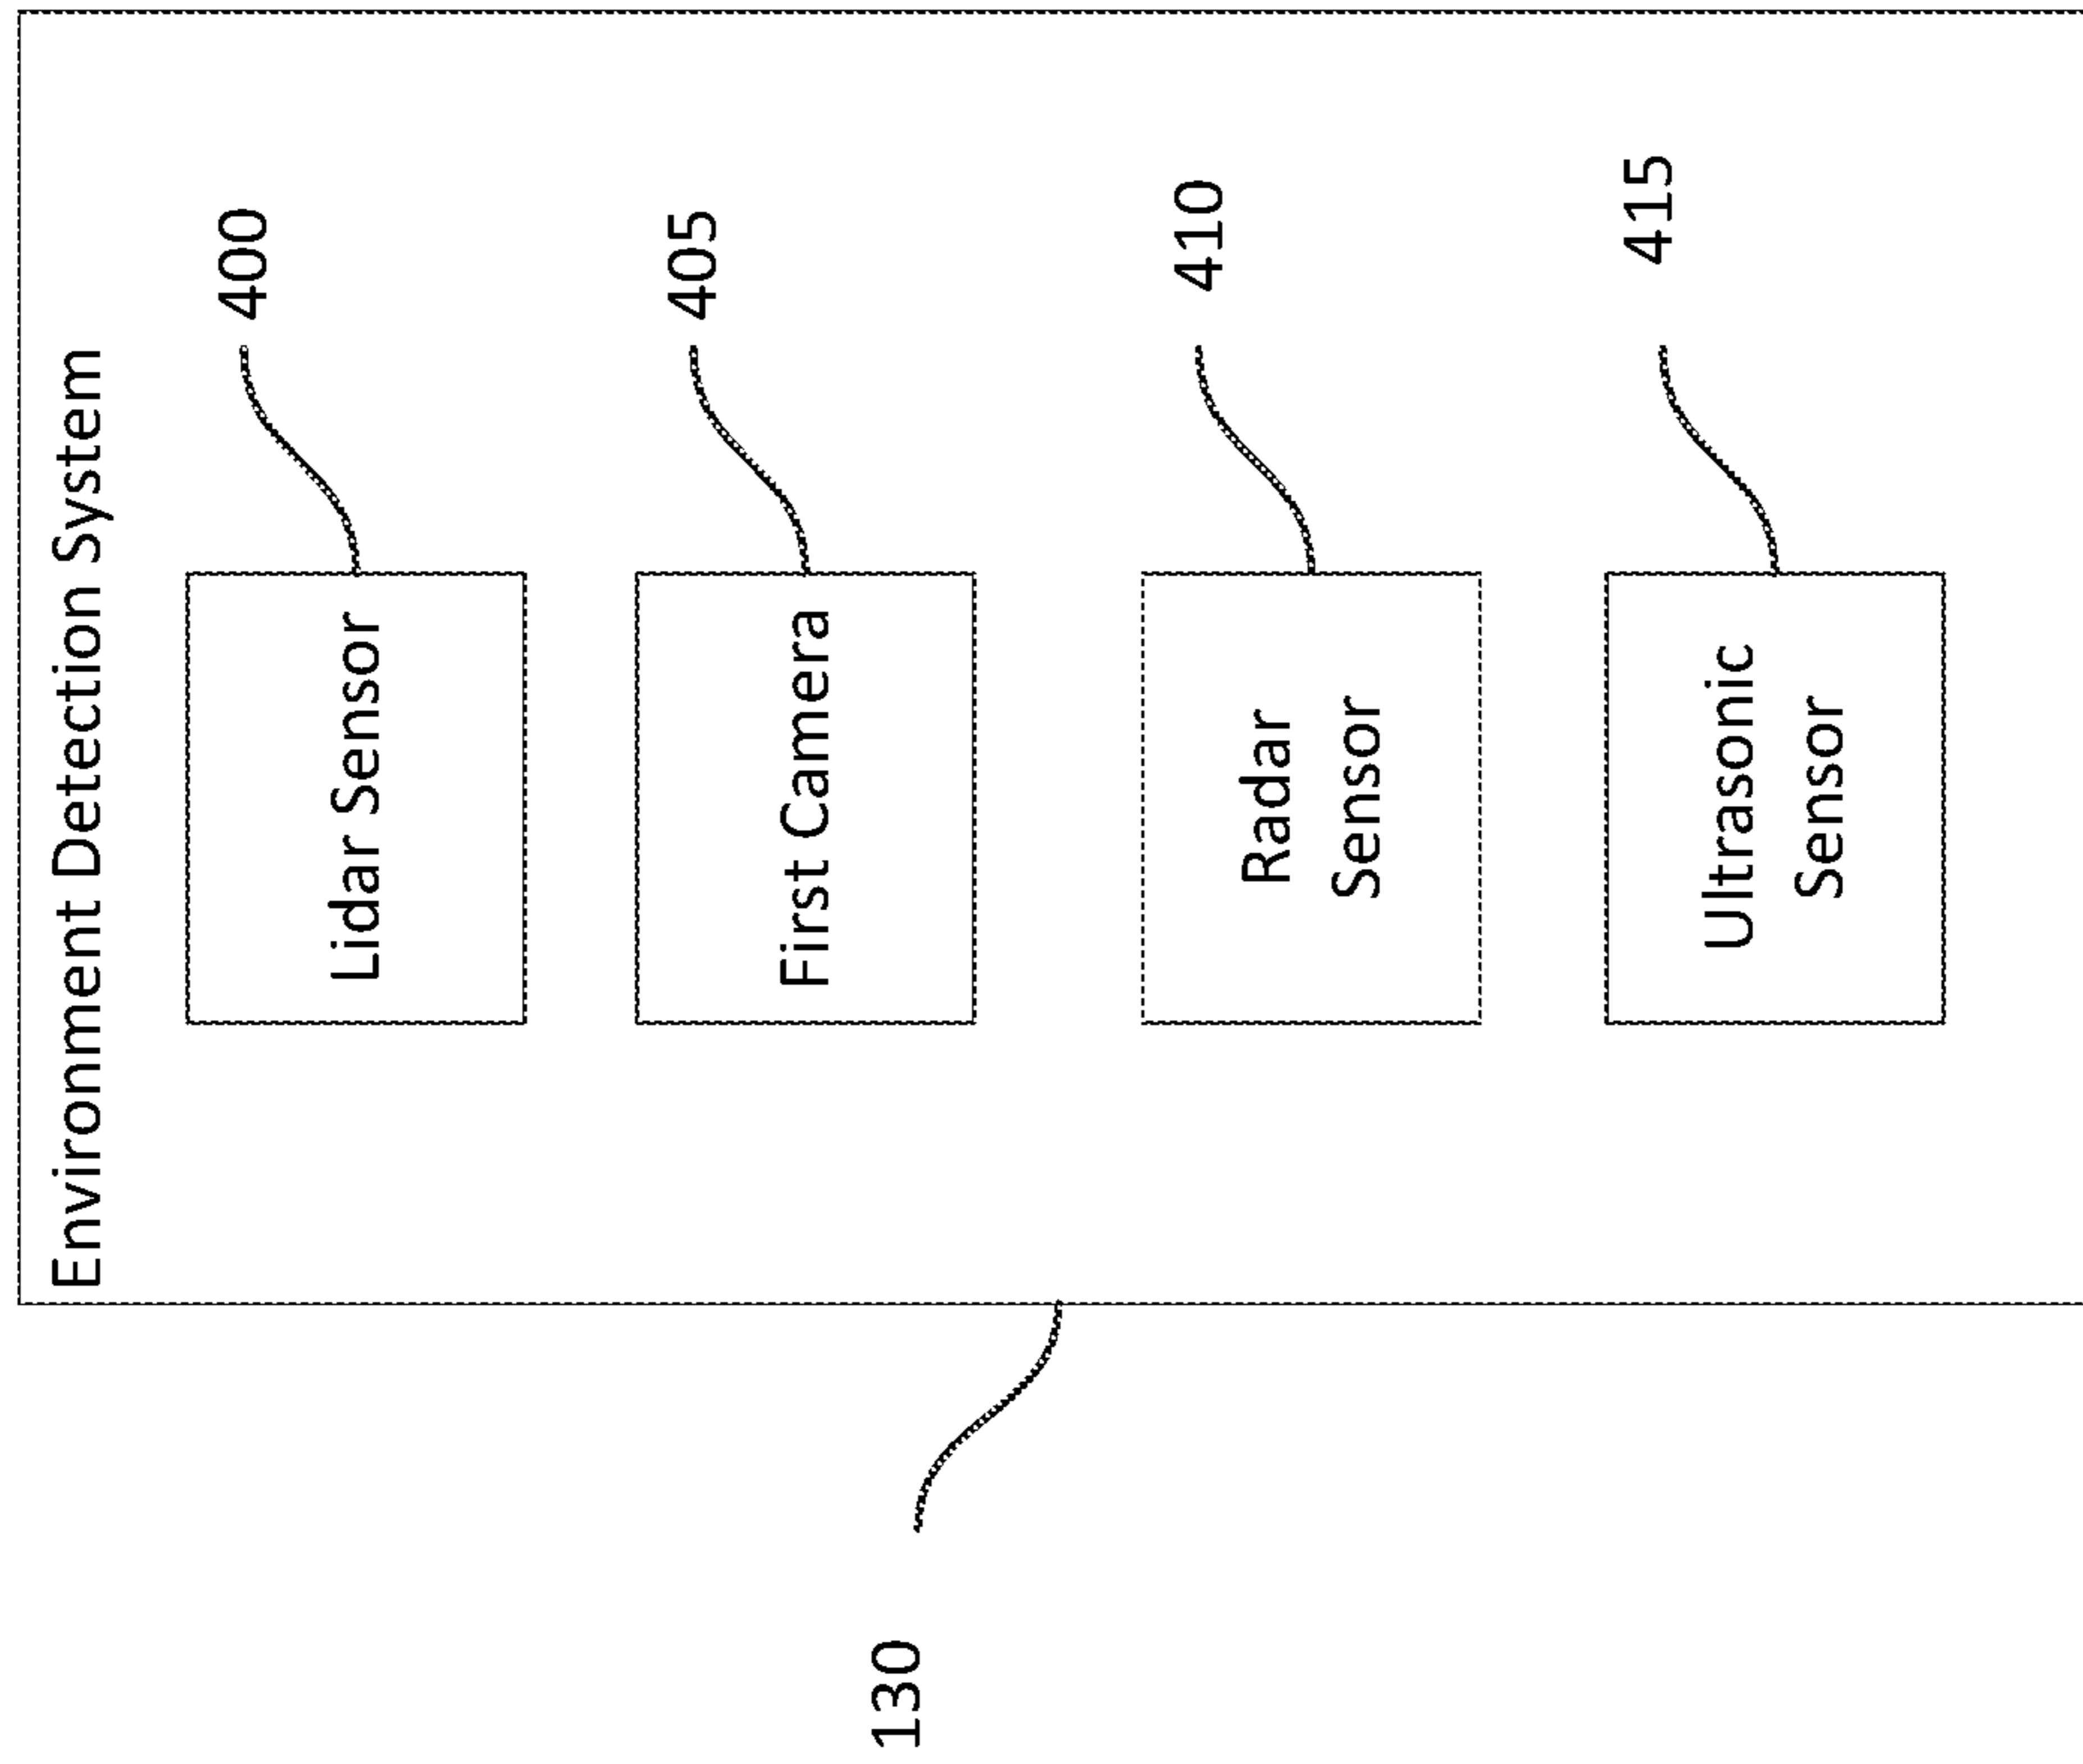 Environment Detection System
Lidar Sensor
400
First Camera
405
Radar
Sensor
410
Ultrasonic
Sensor
415
130